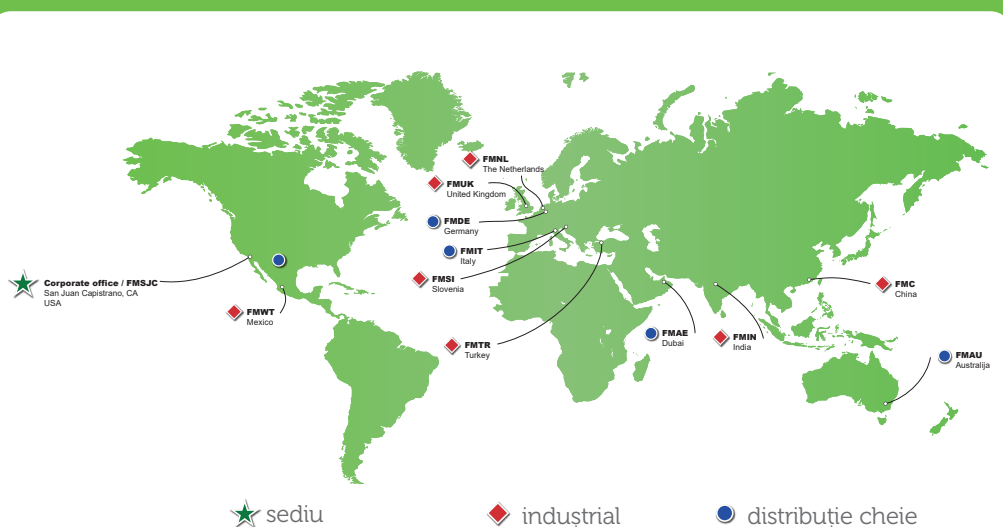 FMNL
The Netherlands
FMUK
United Kingdom
FMDE
Germany
FMIT
Italy
FMSI
Slovenia
Corporate office / FMSJC
San Juan Capistrano, CA
USA
FMWT
Mexico
FMTR
Turkey
FMAE
Dubai
FMIN
India
FMC
China
FMAU
Australija
sediu
industrial
distribuție cheie